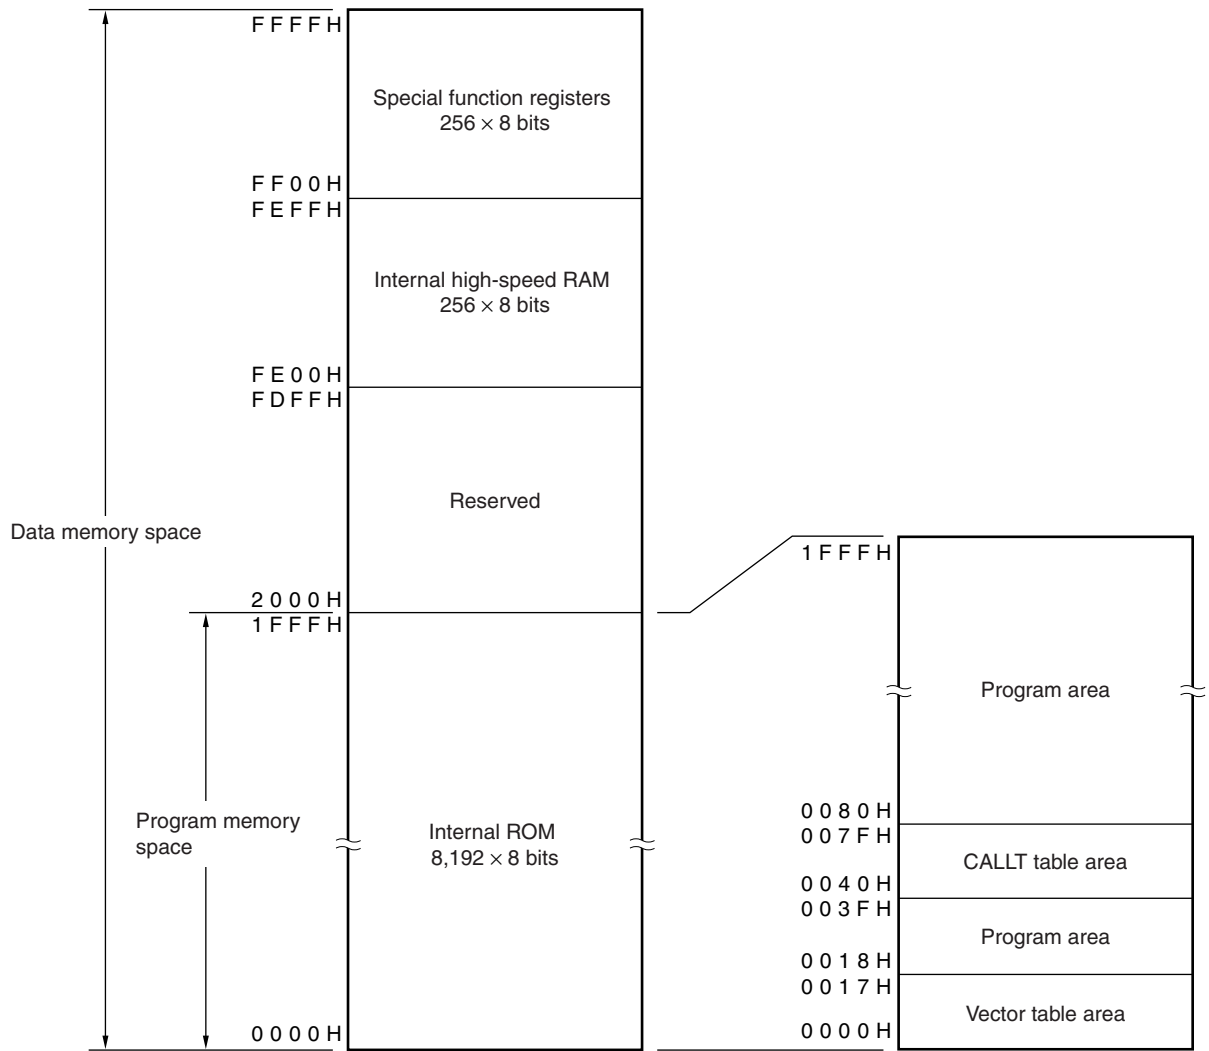 FFFFH
Special function registers
256 × 8 bits
FF00H
FEFFH
Internal high-speed RAM
256 × 8 bits
FE00H
FDFFH
Reserved
Data memory space
2000H
1FFFH
Program memory
space
Internal ROM
8,192 × 8 bits
0000H
1FFFH
Program area
0080H
007FH
CALLT table area
0040H
003FH
Program area
0018H
0017H
Vector table area
0000H